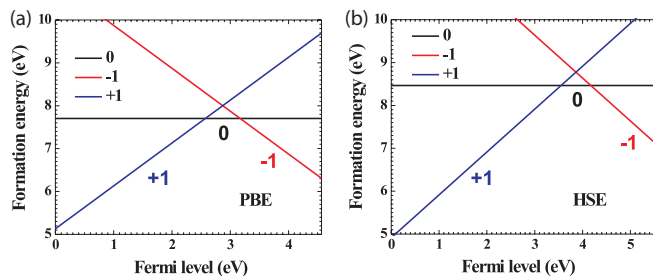 (a)
Formation energy (eV)
10
9
8
7
6
5
0
-1
+1
0
-1
+1
PBE
0 1 2 3 4
Fermi level (eV)
(b)
Formation energy (eV)
10
9
8
7
6
5
0
-1
+1
0
-1
+1
HSE
0 1 2 3 4 5
Fermi level (eV)